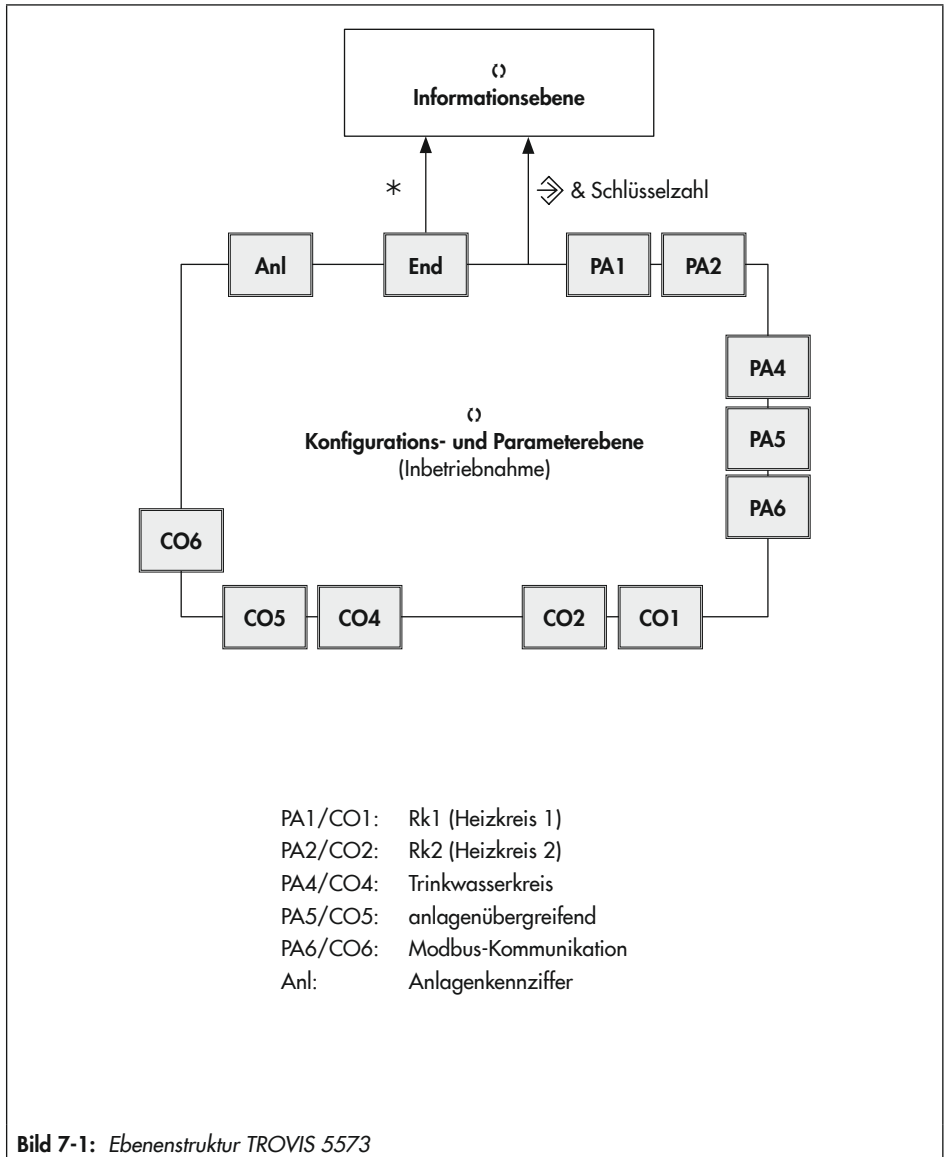 Informationsebene
*
& Schlüsselzahl
Anl
End
PA1
PA2
PA4
PA5
PA6
Konfigurations- und Parameterebene
(Inbetriebnahme)
CO6
CO5
CO4
CO2
CO1
PA1/CO1: Rk1 (Heizkreis 1)
PA2/CO2: Rk2 (Heizkreis 2)
PA4/CO4: Trinkwasserkreis
PA5/CO5: anlagenübergreifend
PA6/CO6: Modbus-Kommunikation
Anl: Anlagenkennziffer
Bild 7-1: Ebenenstruktur TROVIS 5573